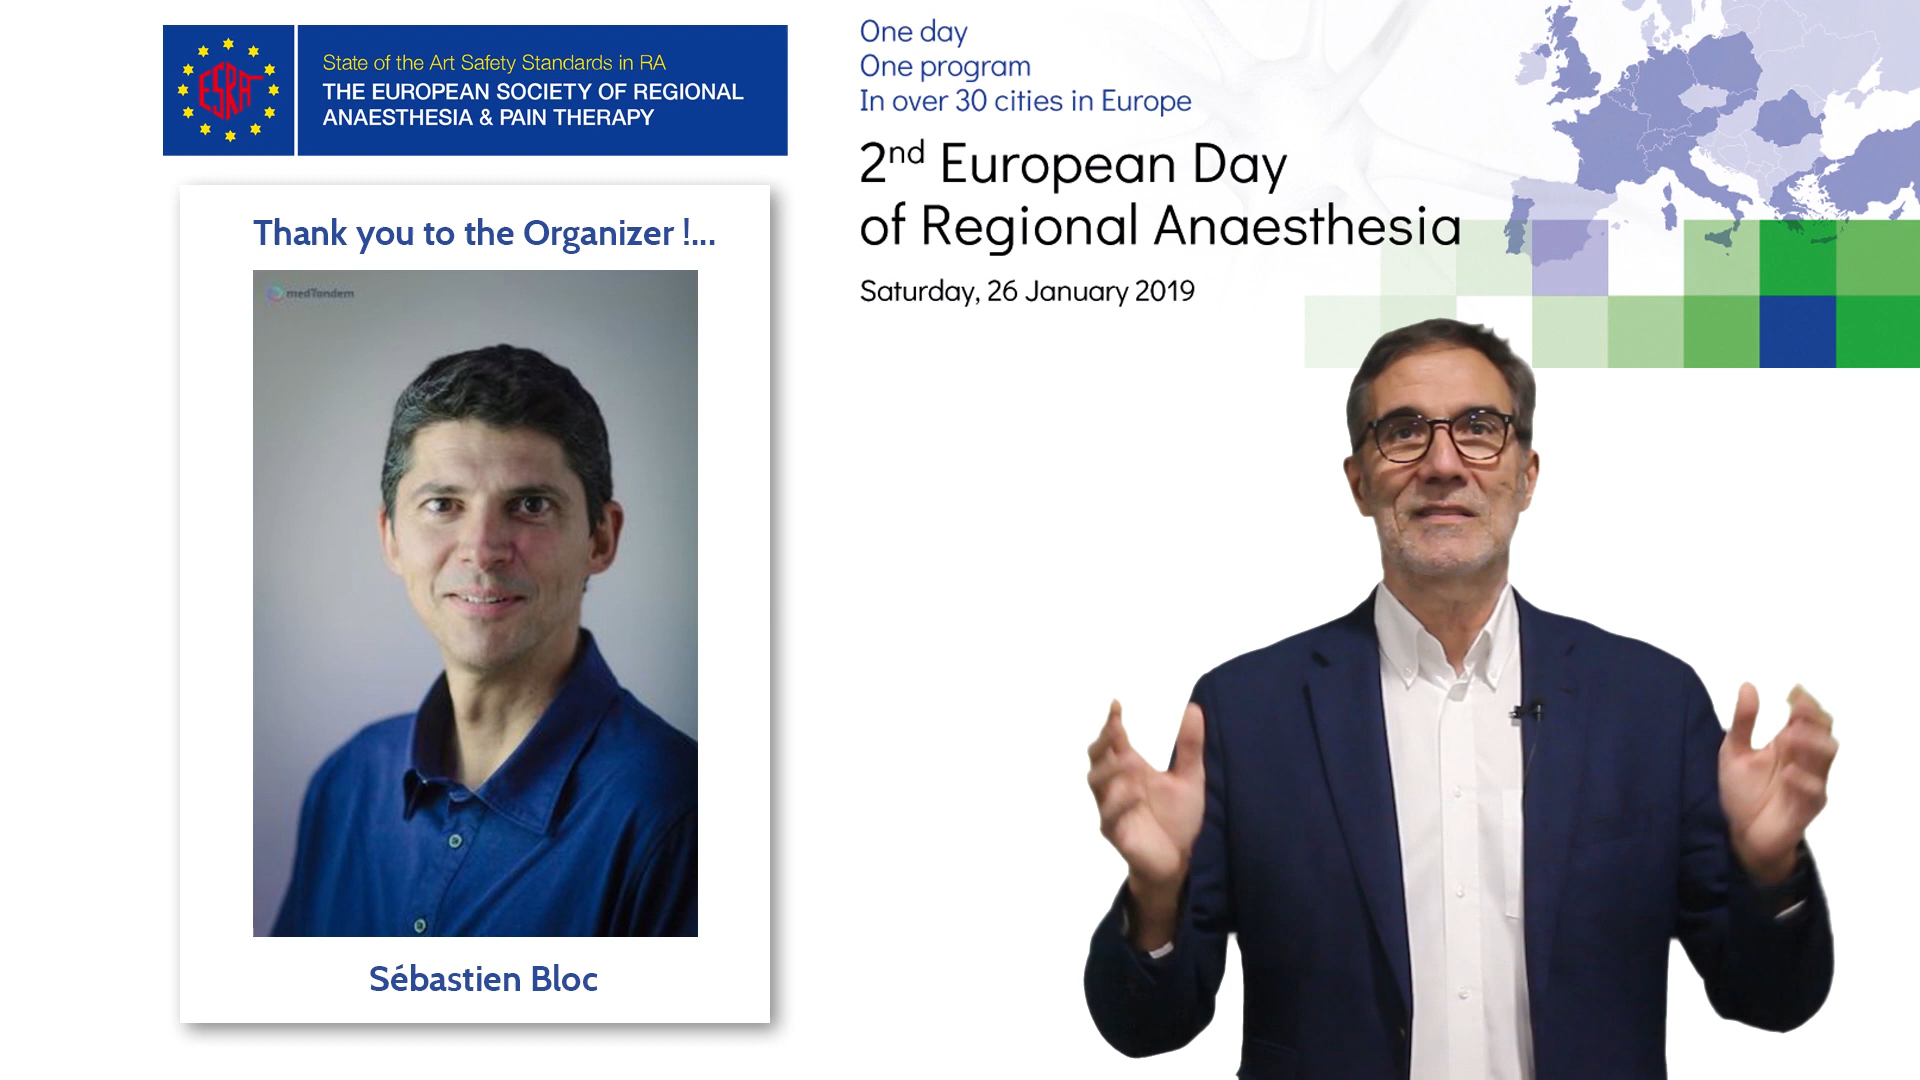 ESRA
State of the Art Safety Standards in RA
THE EUROPEAN SOCIETY OF REGIONAL
ANAESTHESIA & PAIN THERAPY
Thank you to the Organizer !...
medTandem
Sébastien Bloc
One day
One program
In over 30 cities in Europe
2nd European Day
of Regional Anaesthesia
Saturday, 26 January 2019